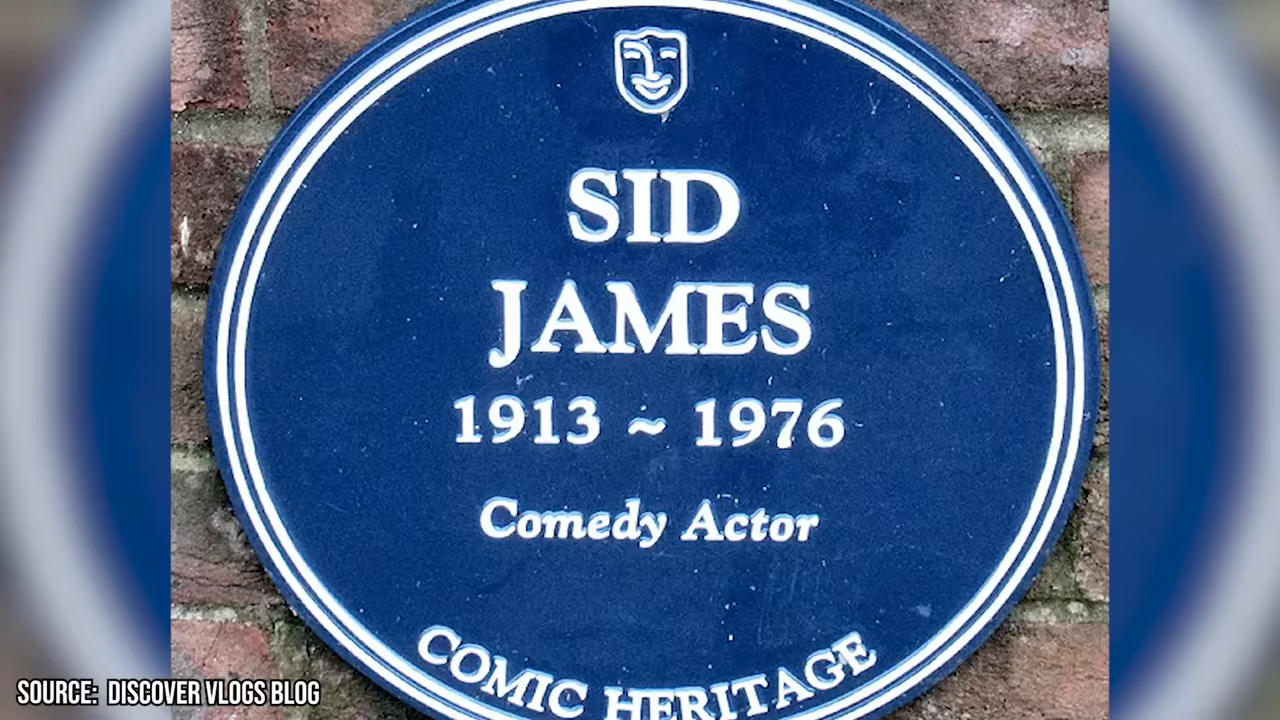 SID
JAMES
1913 ~ 1976
Comedy Actor
COMIC HERITAGE
SOURCE: DISCOVER VLOGS BLOG